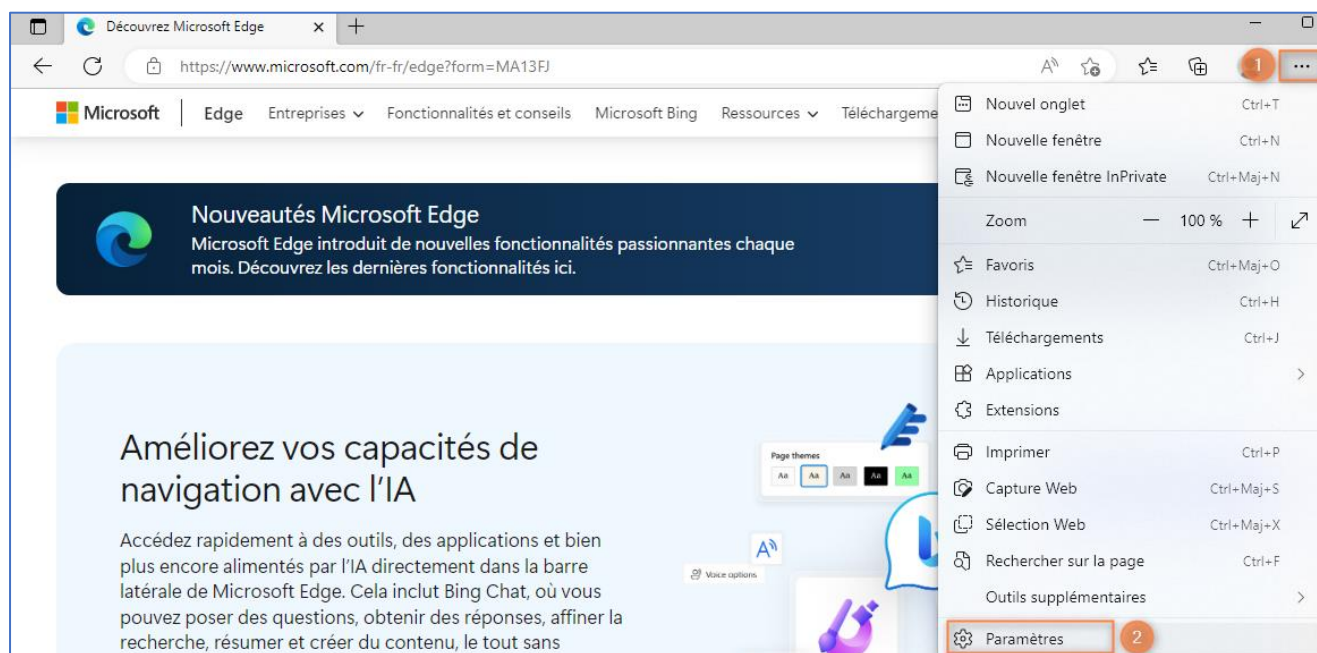 Découvrez Microsoft Edge
https://www.microsoft.com/fr-fr/edge?form=MA13FJ
1
Microsoft Edge Entreprises Fonctionnalités et conseils Microsoft Bing Ressources Téléchargeme
Nouvel onglet Ctrl+T
Nouvelle fenêtre Ctrl+N
Nouvelle fenêtre InPrivate Ctrl+Maj+N
Zoom — 100 % +
Favoris Ctrl+Maj+O
Historique Ctrl+H
Téléchargements Ctrl+J
Applications
Extensions
Imprimer Ctrl+P
Capture Web Ctrl+Maj+S
Sélection Web Ctrl+Maj+X
Rechercher sur la page Ctrl+F
Outils supplémentaires
Paramètres 2
Nouveautés Microsoft Edge
Microsoft Edge introduit de nouvelles fonctionnalités passionnantes chaque
mois. Découvrez les dernières fonctionnalités ici.
Améliorez vos capacités de
navigation avec l'IA
Accédez rapidement à des outils, des applications et bien
plus encore alimentés par l'IA directement dans la barre
latérale de Microsoft Edge. Cela inclut Bing Chat, où vous
pouvez poser des questions, obtenir des réponses, affiner la
recherche, résumer et créer du contenu, le tout sans
Page themes
Aa Aa Aa Aa Aa
A
Voice options